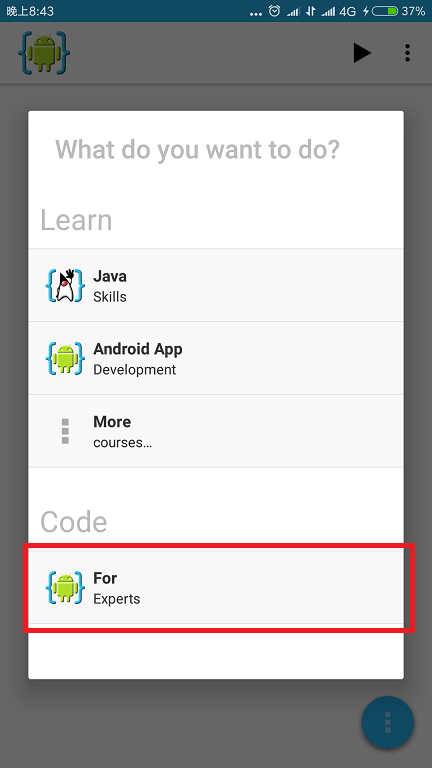 晚上8:43 ... 4G 37%
What do you want to do?
Learn
Java
Skills
Android App
Development
More
courses...
Code
For
Experts